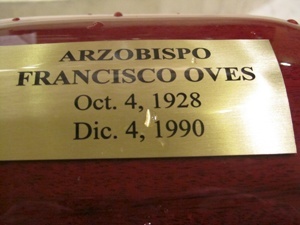 ARZOBISPO
FRANCISCO OVES
Oct. 4, 1928
Dic. 4, 1990